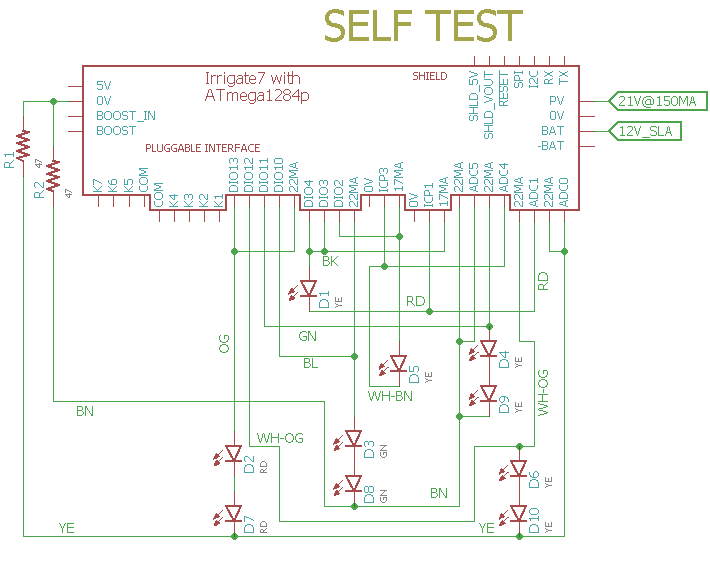 SELF TEST
Irrigate7 with
ATmega1284p
SHIELD
PLUGGABLE INTERFACE
5V
0V
BOOST_IN
BOOST
SHLD_5V
SHLD_VOUT
RESET
SPI
I2C
RX
TX
PV
0V
BAT
-BAT
21V@150MA
12V_SLA
R1
47
R2
47
K7
K6
K5
COM
COM
K4
K3
K2
K1
DIO13
DIO12
DIO11
DIO10
22MA
DIO4
DIO3
DIO2
22MA
0V
ICP3
17MA
0V
ICP1
17MA
22MA
ADC5
22MA
ADC4
22MA
ADC1
22MA
ADC0
BK
D1
YE
RD
RD
OG
GN
BL
D5
YE
WH-BN
D4
YE
D9
YE
WH-OG
BN
WH-OG
D2
RD
D3
GN
D8
GN
BN
D6
YE
D7
RD
D10
YE
YE
YE